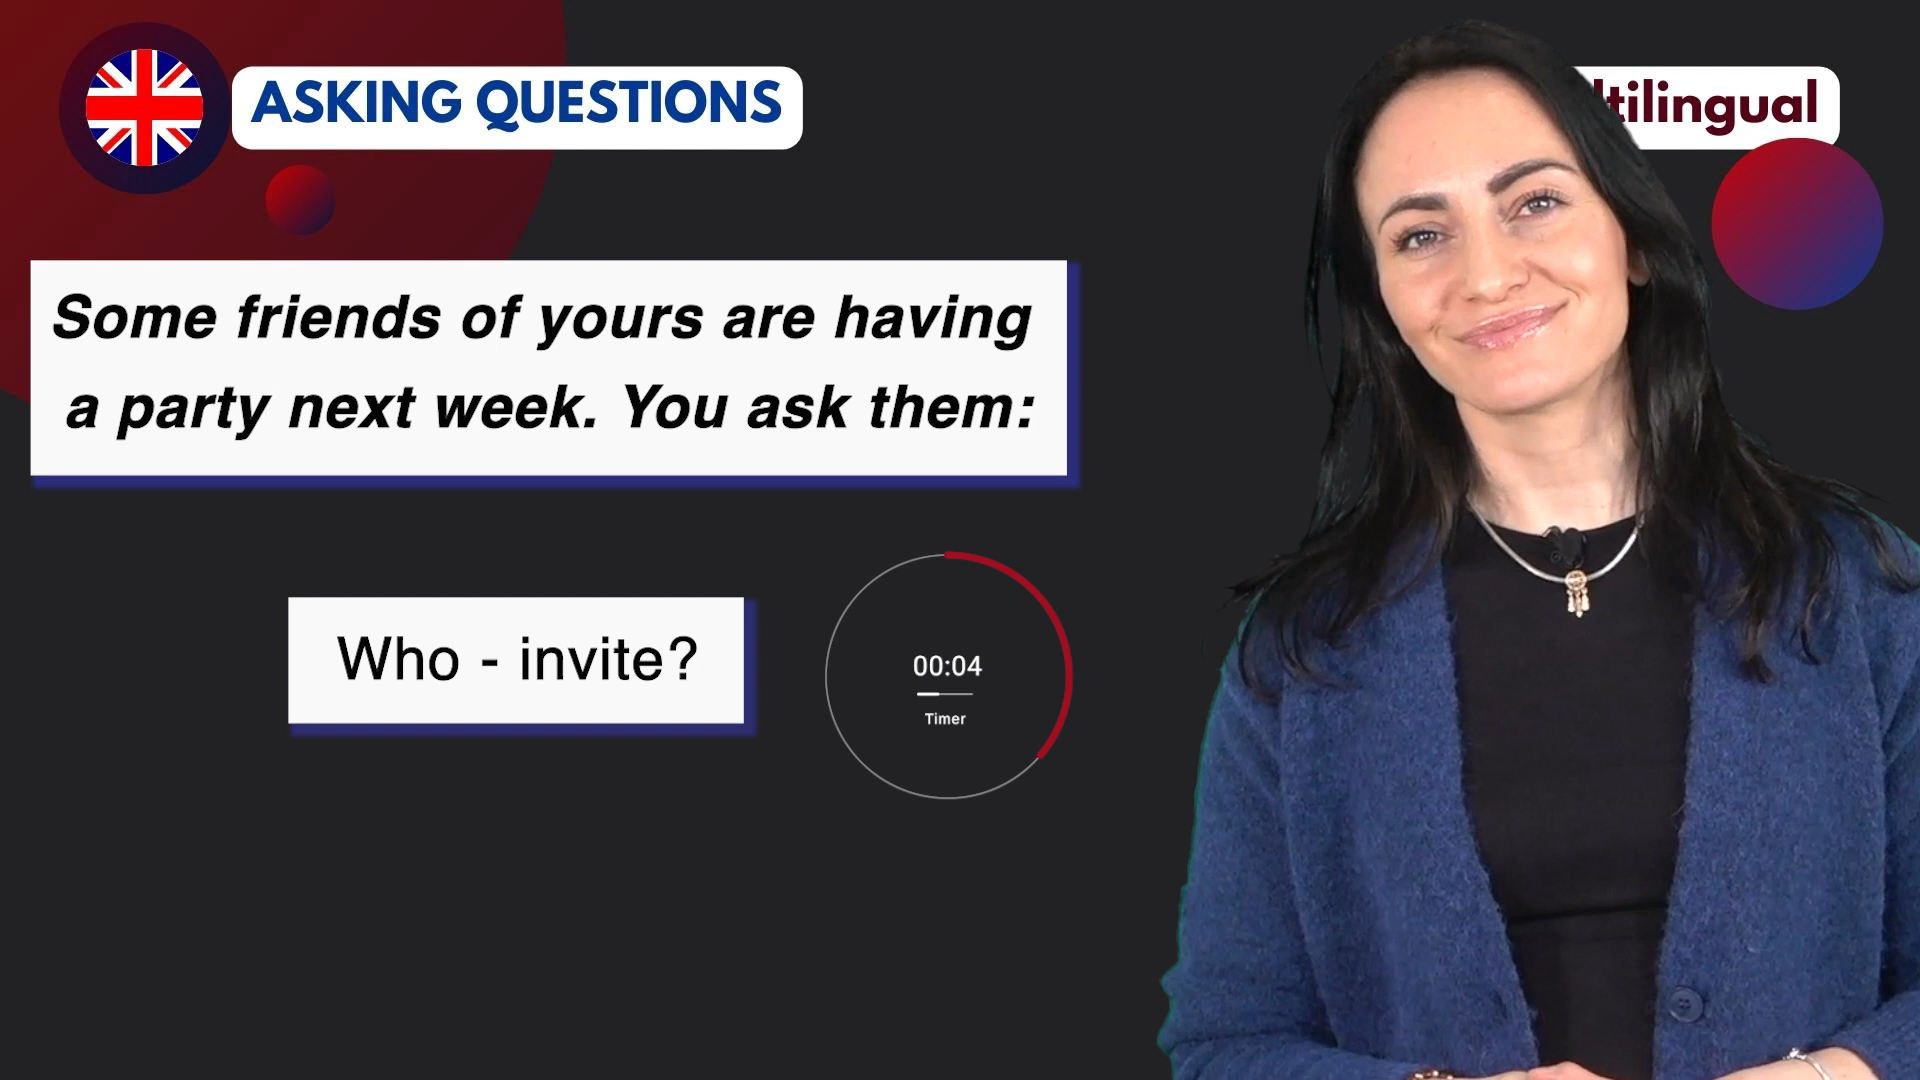 ASKING QUESTIONS
tilingual
Some friends of yours are having
a party next week. You ask them:
Who - invite?
00:04
Timer